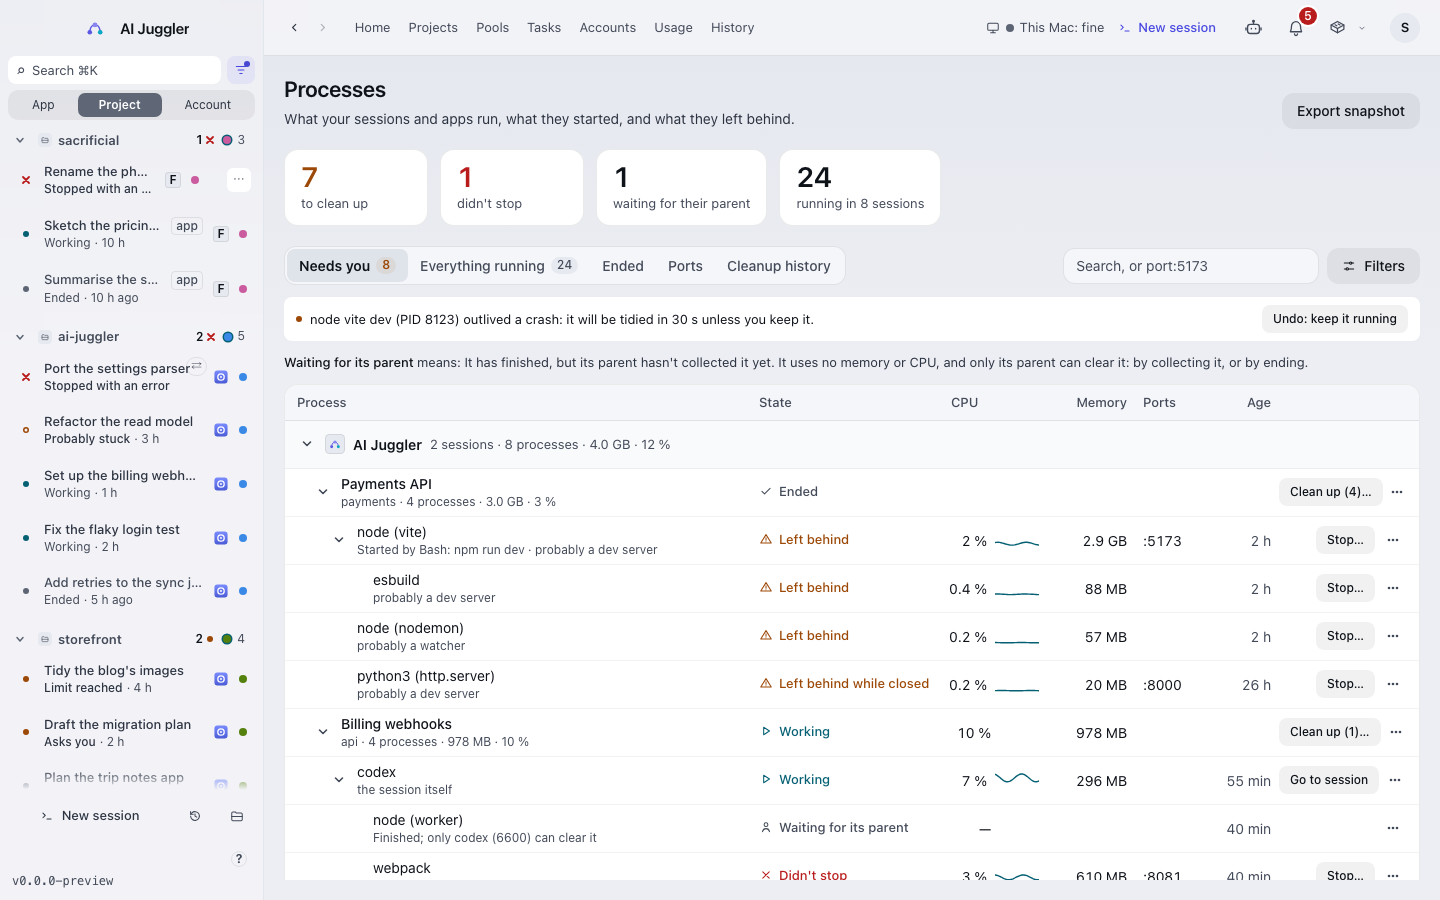 AI Juggler
Search ⌘K
App Project Account
sacrificial 1 3
Rename the ph... F
Stopped with an ...
Sketch the pricin... app F
Working · 10 h
Summarise the s... app F
Ended · 10 h ago
ai-juggler 2 5
Port the settings parser
Stopped with an error
Refactor the read model
Probably stuck · 3 h
Set up the billing webh...
Working · 1 h
Fix the flaky login test
Working · 2 h
Add retries to the sync j...
Ended · 5 h ago
storefront 2 4
Tidy the blog's images
Limit reached · 4 h
Draft the migration plan
Asks you · 2 h
Plan the trip notes app
New session
?
v0.0.0-preview
Home Projects Pools Tasks Accounts Usage History
This Mac: fine New session 5 S
Processes
What your sessions and apps run, what they started, and what they left behind.
Export snapshot
7
to clean up
1
didn't stop
1
waiting for their parent
24
running in 8 sessions
Needs you 8 Everything running 24 Ended Ports Cleanup history
Search, or port:5173 Filters
node vite dev (PID 8123) outlived a crash: it will be tidied in 30 s unless you keep it. Undo: keep it running
Waiting for its parent means: It has finished, but its parent hasn't collected it yet. It uses no memory or CPU, and only its parent can clear it: by collecting it, or by ending.
Process State CPU Memory Ports Age
AI Juggler 2 sessions · 8 processes · 4.0 GB · 12 %
Payments API Ended Clean up (4)...
payments · 4 processes · 3.0 GB · 3 %
node (vite) Left behind 2 % 2.9 GB :5173 2 h Stop...
Started by Bash: npm run dev · probably a dev server
esbuild Left behind 0.4 % 88 MB 2 h Stop...
probably a dev server
node (nodemon) Left behind 0.2 % 57 MB 2 h Stop...
probably a watcher
python3 (http.server) Left behind while closed 0.2 % 20 MB :8000 26 h Stop...
probably a dev server
Billing webhooks Working 10 % 978 MB Clean up (1)...
api · 4 processes · 978 MB · 10 %
codex Working 7 % 296 MB 55 min Go to session
the session itself
node (worker) Waiting for its parent — 40 min
Finished; only codex (6600) can clear it
webpack Didn't stop 3 % 610 MB :8081 40 min Stop...